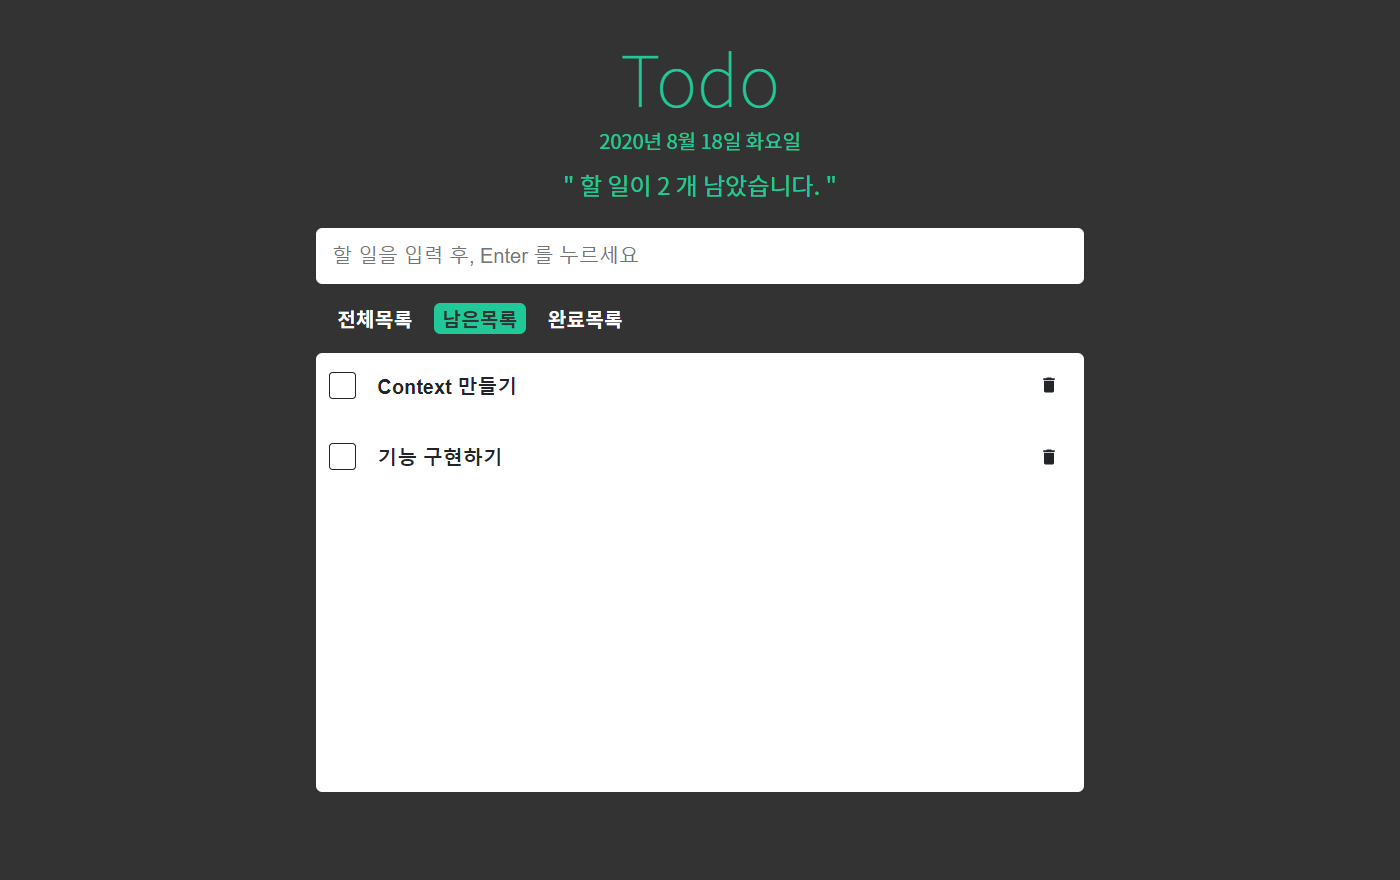 Todo
2020년 8월 18일 화요일
" 할 일이 2 개 남았습니다. "
할 일을 입력 후, Enter 를 누르세요
전체목록 남은목록 완료목록
Context 만들기
기능 구현하기